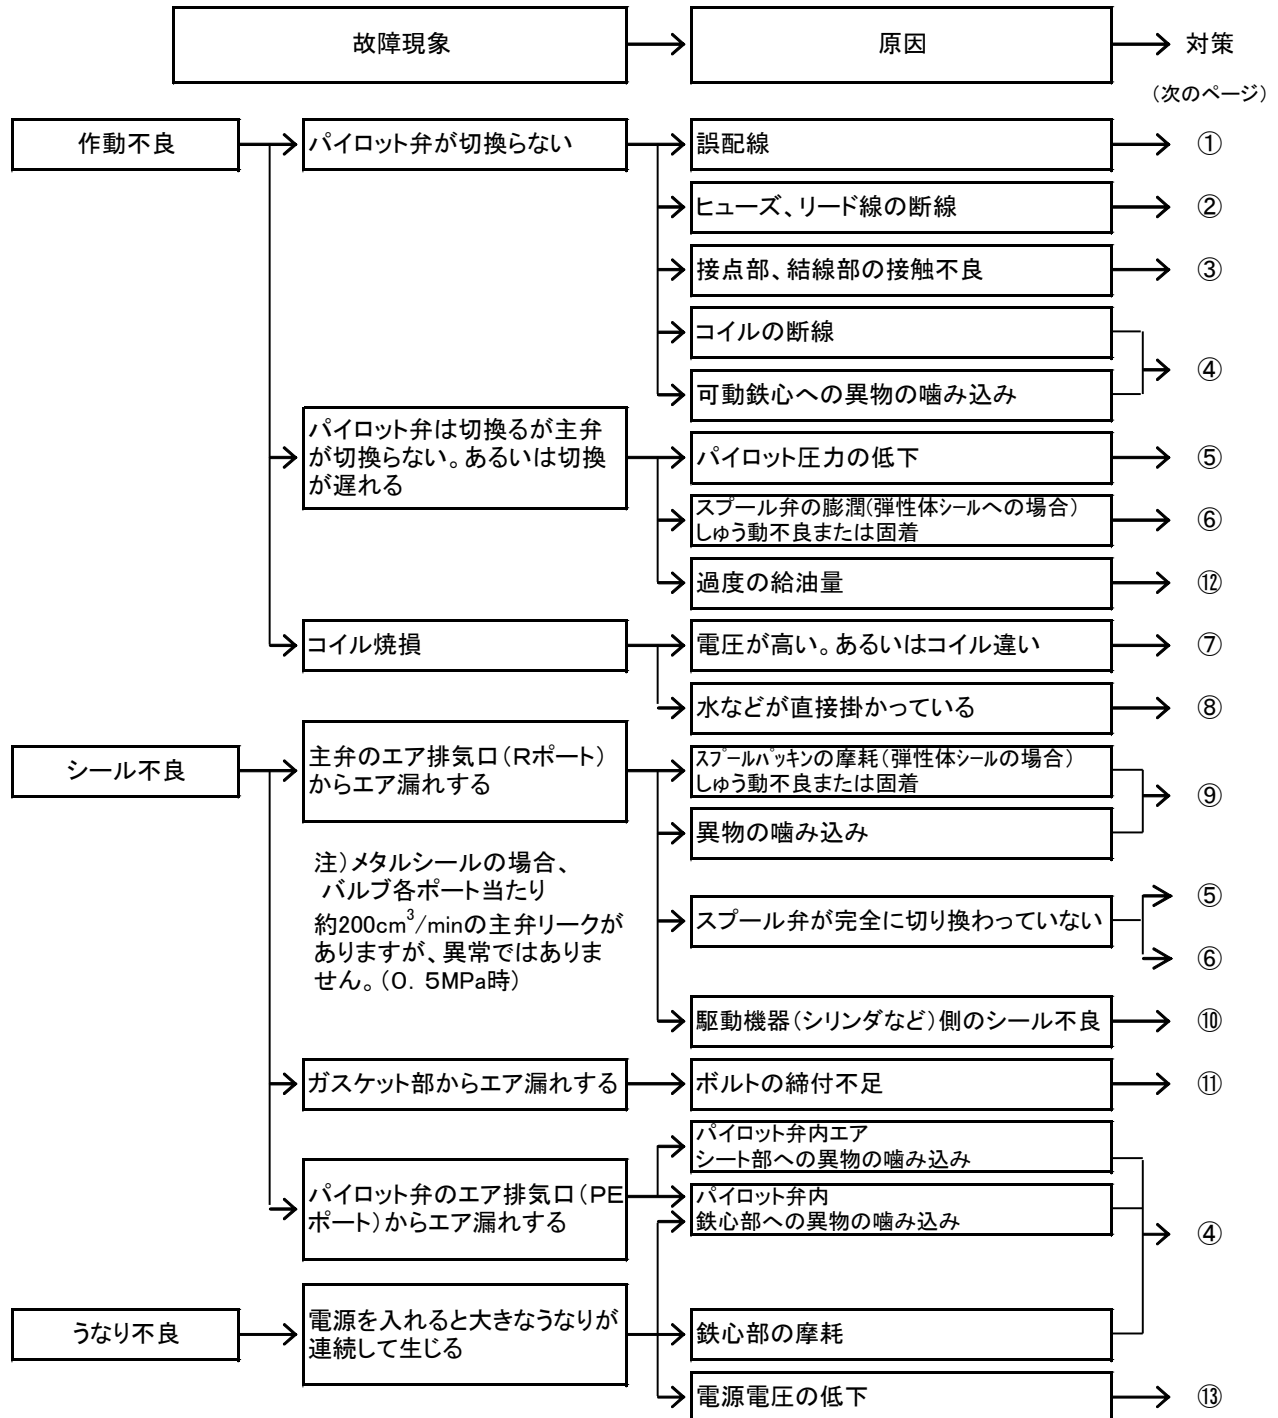 故障現象
原因
対策
（次のページ）
作動不良
パイロット弁が切換らない
誤配線
①
ヒューズ、リード線の断線
②
接点部、結線部の接触不良
③
コイルの断線
可動鉄心への異物の噛み込み
④
パイロット弁は切換るが主弁
が切換らない。あるいは切換
が遅れる
パイロット圧力の低下
⑤
スプール弁の膨潤(弁性体ｼｰﾙへの場合)
しゅう動不良または固着
⑥
過度の給油量
⑫
コイル焼損
電圧が高い。あるいはコイル違い
⑦
水などが直接掛かっている
⑧
シール不良
主弁のエア排気口（Ｒポート）
からエア漏れする
ｽﾌﾟｰﾙﾊﾟｯｷﾝの摩耗（弾性体ｼｰﾙの場合）
しゅう動不良または固着
異物の噛み込み
⑨
注）メタルシールの場合、
バルブ各ポート当たり
約200cm³/minの主弁リークが
ありますが、異常ではありま
せん。（０．５MPa時）
スプール弁が完全に切り換わっていない
⑤
⑥
駆動機器（シリンダなど）側のシール不良
⑩
ガスケット部からエア漏れする
ボルトの締付不足
⑪
パイロット弁のエア排気口（ＰＥ
ポート）からエア漏れする
パイロット弁内エア
シート部への異物の噛み込み
パイロット弁内
鉄心部への異物の噛み込み
④
うなり不良
電源を入れると大きなうなりが
連続して生じる
鉄心部の摩耗
電源電圧の低下
⑬